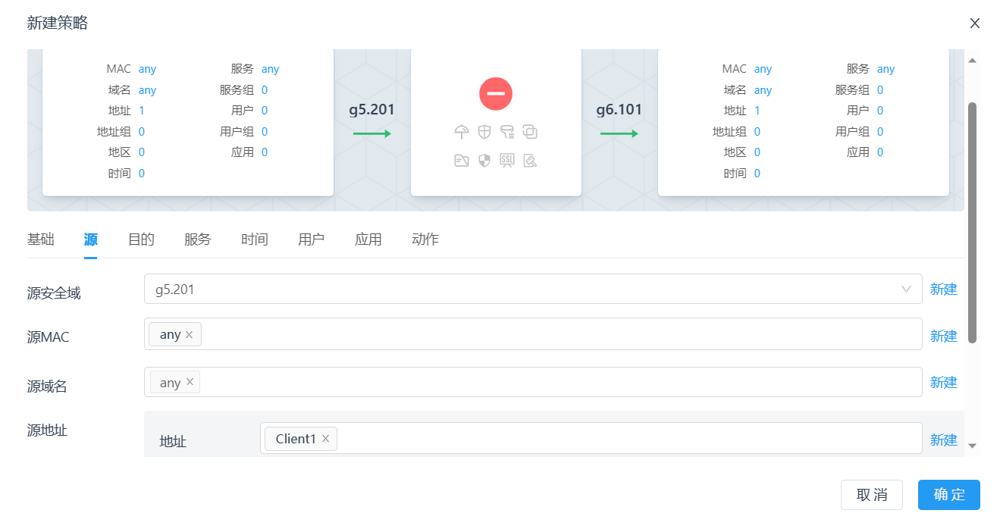 新建策略
MAC any 服务 any
域名 any 服务组 0
地址 1 用户 0
地址组 0 用户组 0
地区 0 应用 0
时间 0
g5.201
SSL
g6.101
MAC any 服务 any
域名 any 服务组 0
地址 1 用户 0
地址组 0 用户组 0
地区 0 应用 0
时间 0
基础 源 目的 服务 时间 用户 应用 动作
源安全域 g5.201 新建
源MAC any 新建
源域名 any 新建
源地址 地址 Client1 新建
取消 确定